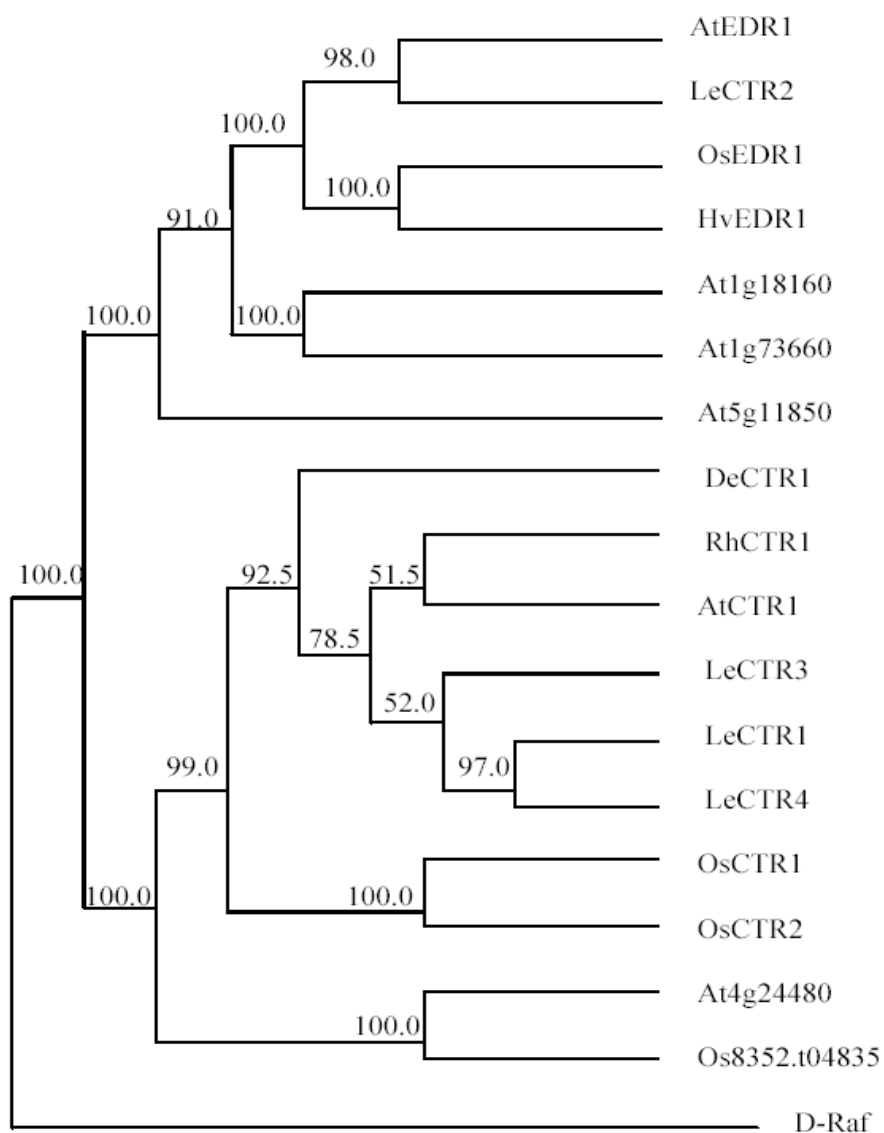 AtEDR1
98.0
LeCTR2
100.0
OsEDR1
100.0
HvEDR1
91.0
At1g18160
100.0
100.0
At1g73660
At5g11850
DeCTR1
RhCTR1
100.0
92.5
51.5
AtCTR1
78.5
LeCTR3
52.0
LeCTR1
99.0
97.0
LeCTR4
OsCTR1
100.0
100.0
OsCTR2
At4g24480
100.0
Os8352.t04835
D-Raf